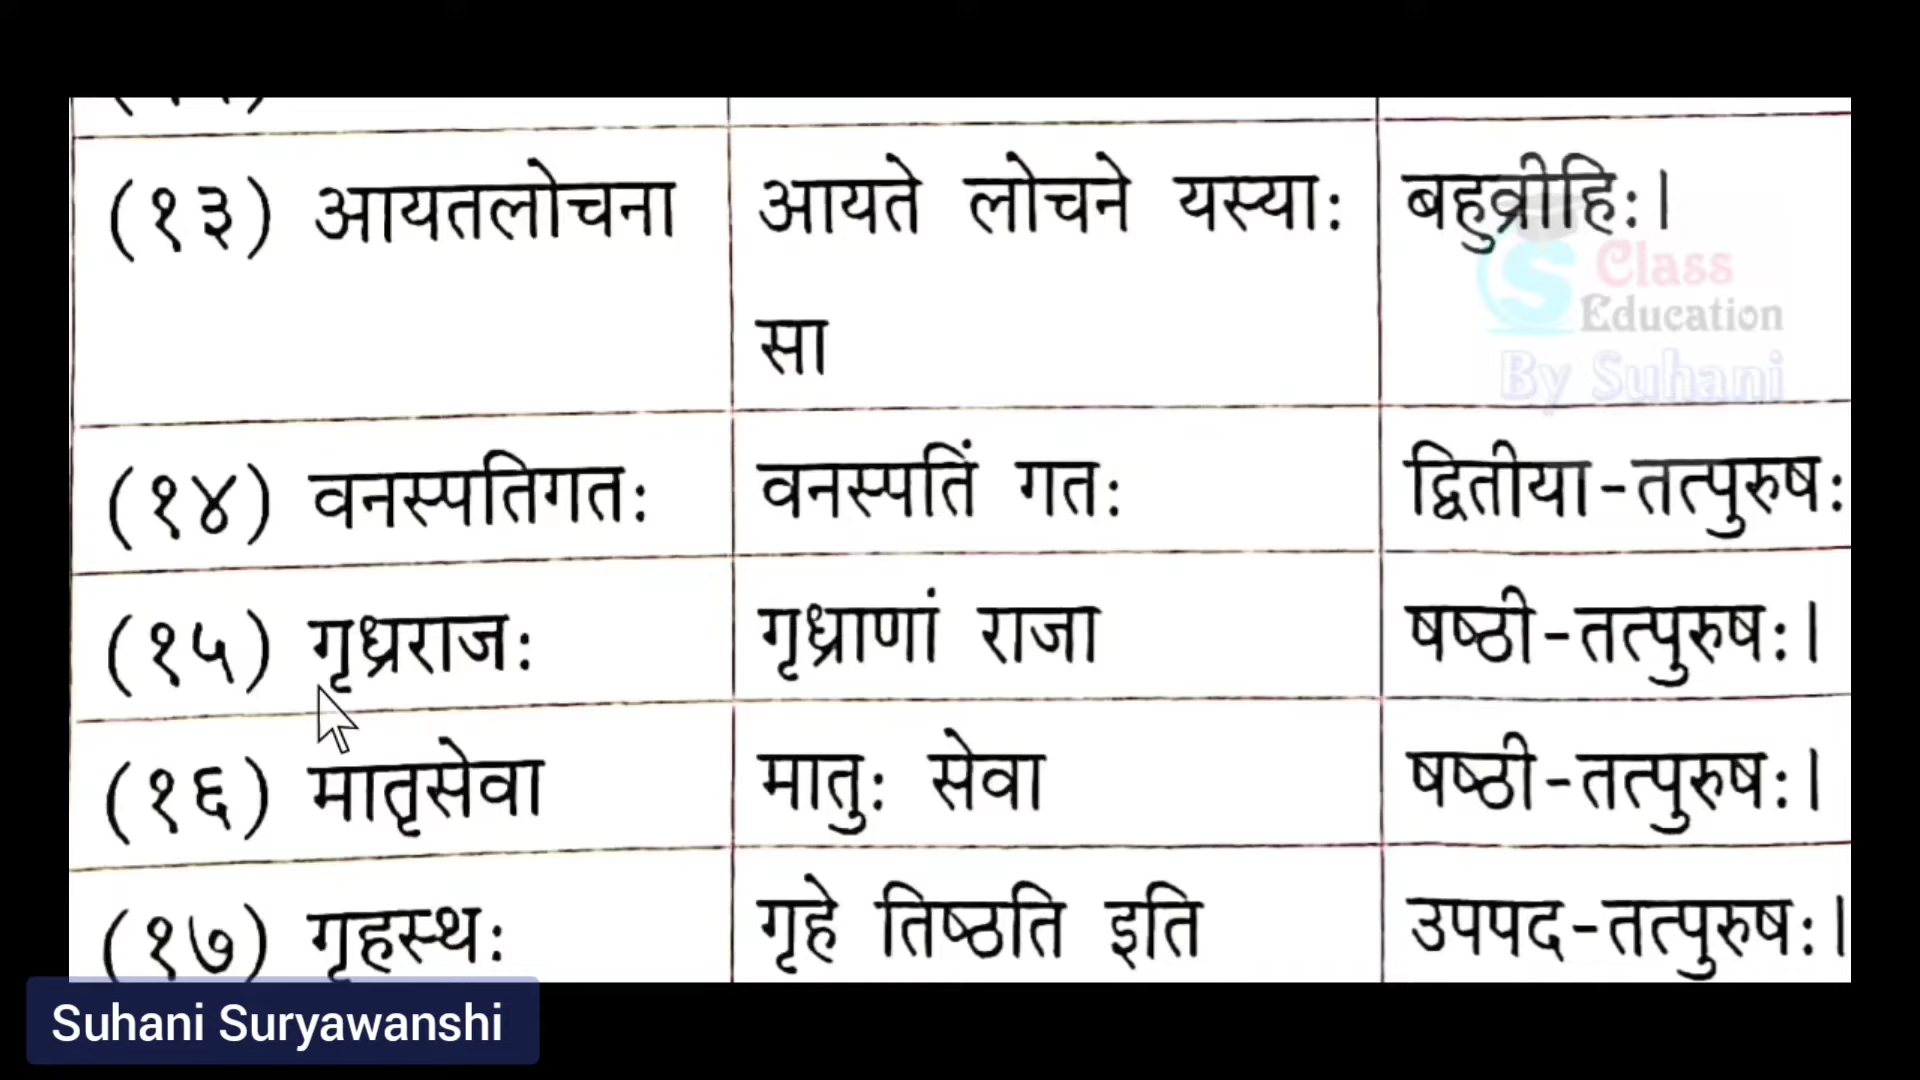 (१३) आयतलोचना आयते लोचने यस्याः बहुव्रीहिः।
सा
Class
Education
By Suhani
(१४) वनस्पतिगतः वनस्पतिं गतः द्वितीया-तत्पुरुषः
(१५) गृध्रराजः गृध्राणां राजा षष्ठी-तत्पुरुषः।
(१६) मातृसेवा मातुः सेवा षष्ठी-तत्पुरुषः।
(१७) गृहस्थः गृहे तिष्ठति इति उपपद-तत्पुरुषः।
Suhani Suryawanshi